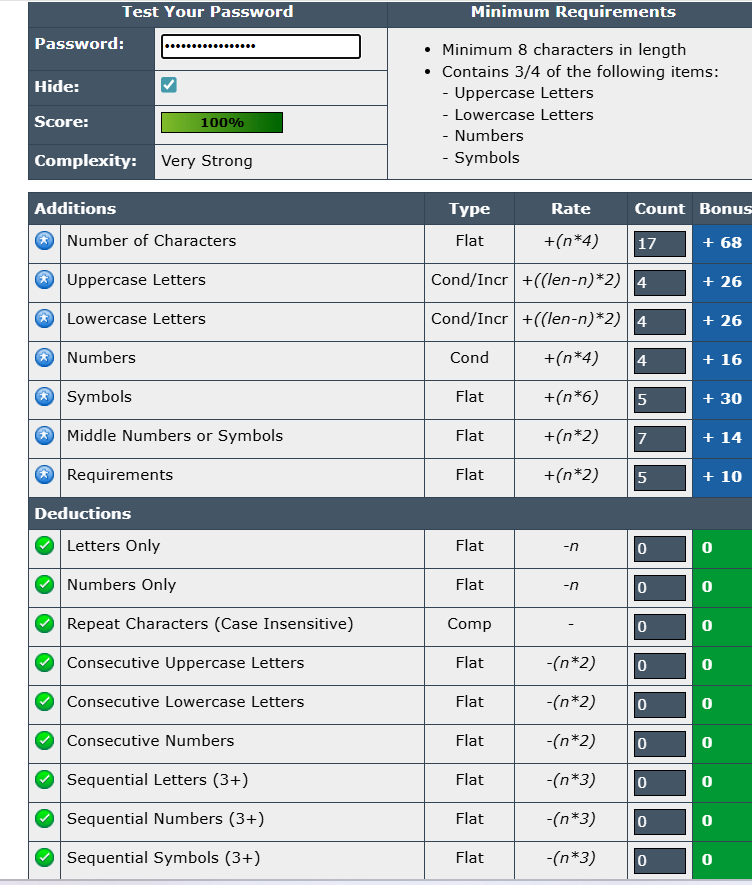 Test Your Password Minimum Requirements
Password: •••••••••••••••••
• Minimum 8 characters in length
• Contains 3/4 of the following items:
Hide:
- Uppercase Letters
- Lowercase Letters
Score: 100%
- Numbers
- Symbols
Complexity: Very Strong
Additions Type Rate Count Bonus
Number of Characters Flat +(n*4) 17 + 68
Uppercase Letters Cond/Incr +((len-n)*2) 4 + 26
Lowercase Letters Cond/Incr +((len-n)*2) 4 + 26
Numbers Cond +(n*4) 4 + 16
Symbols Flat +(n*6) 5 + 30
Middle Numbers or Symbols Flat +(n*2) 7 + 14
Requirements Flat +(n*2) 5 + 10
Deductions
Letters Only Flat -n 0 0
Numbers Only Flat -n 0 0
Repeat Characters (Case Insensitive) Comp - 0 0
Consecutive Uppercase Letters Flat -(n*2) 0 0
Consecutive Lowercase Letters Flat -(n*2) 0 0
Consecutive Numbers Flat -(n*2) 0 0
Sequential Letters (3+) Flat -(n*3) 0 0
Sequential Numbers (3+) Flat -(n*3) 0 0
Sequential Symbols (3+) Flat -(n*3) 0 0